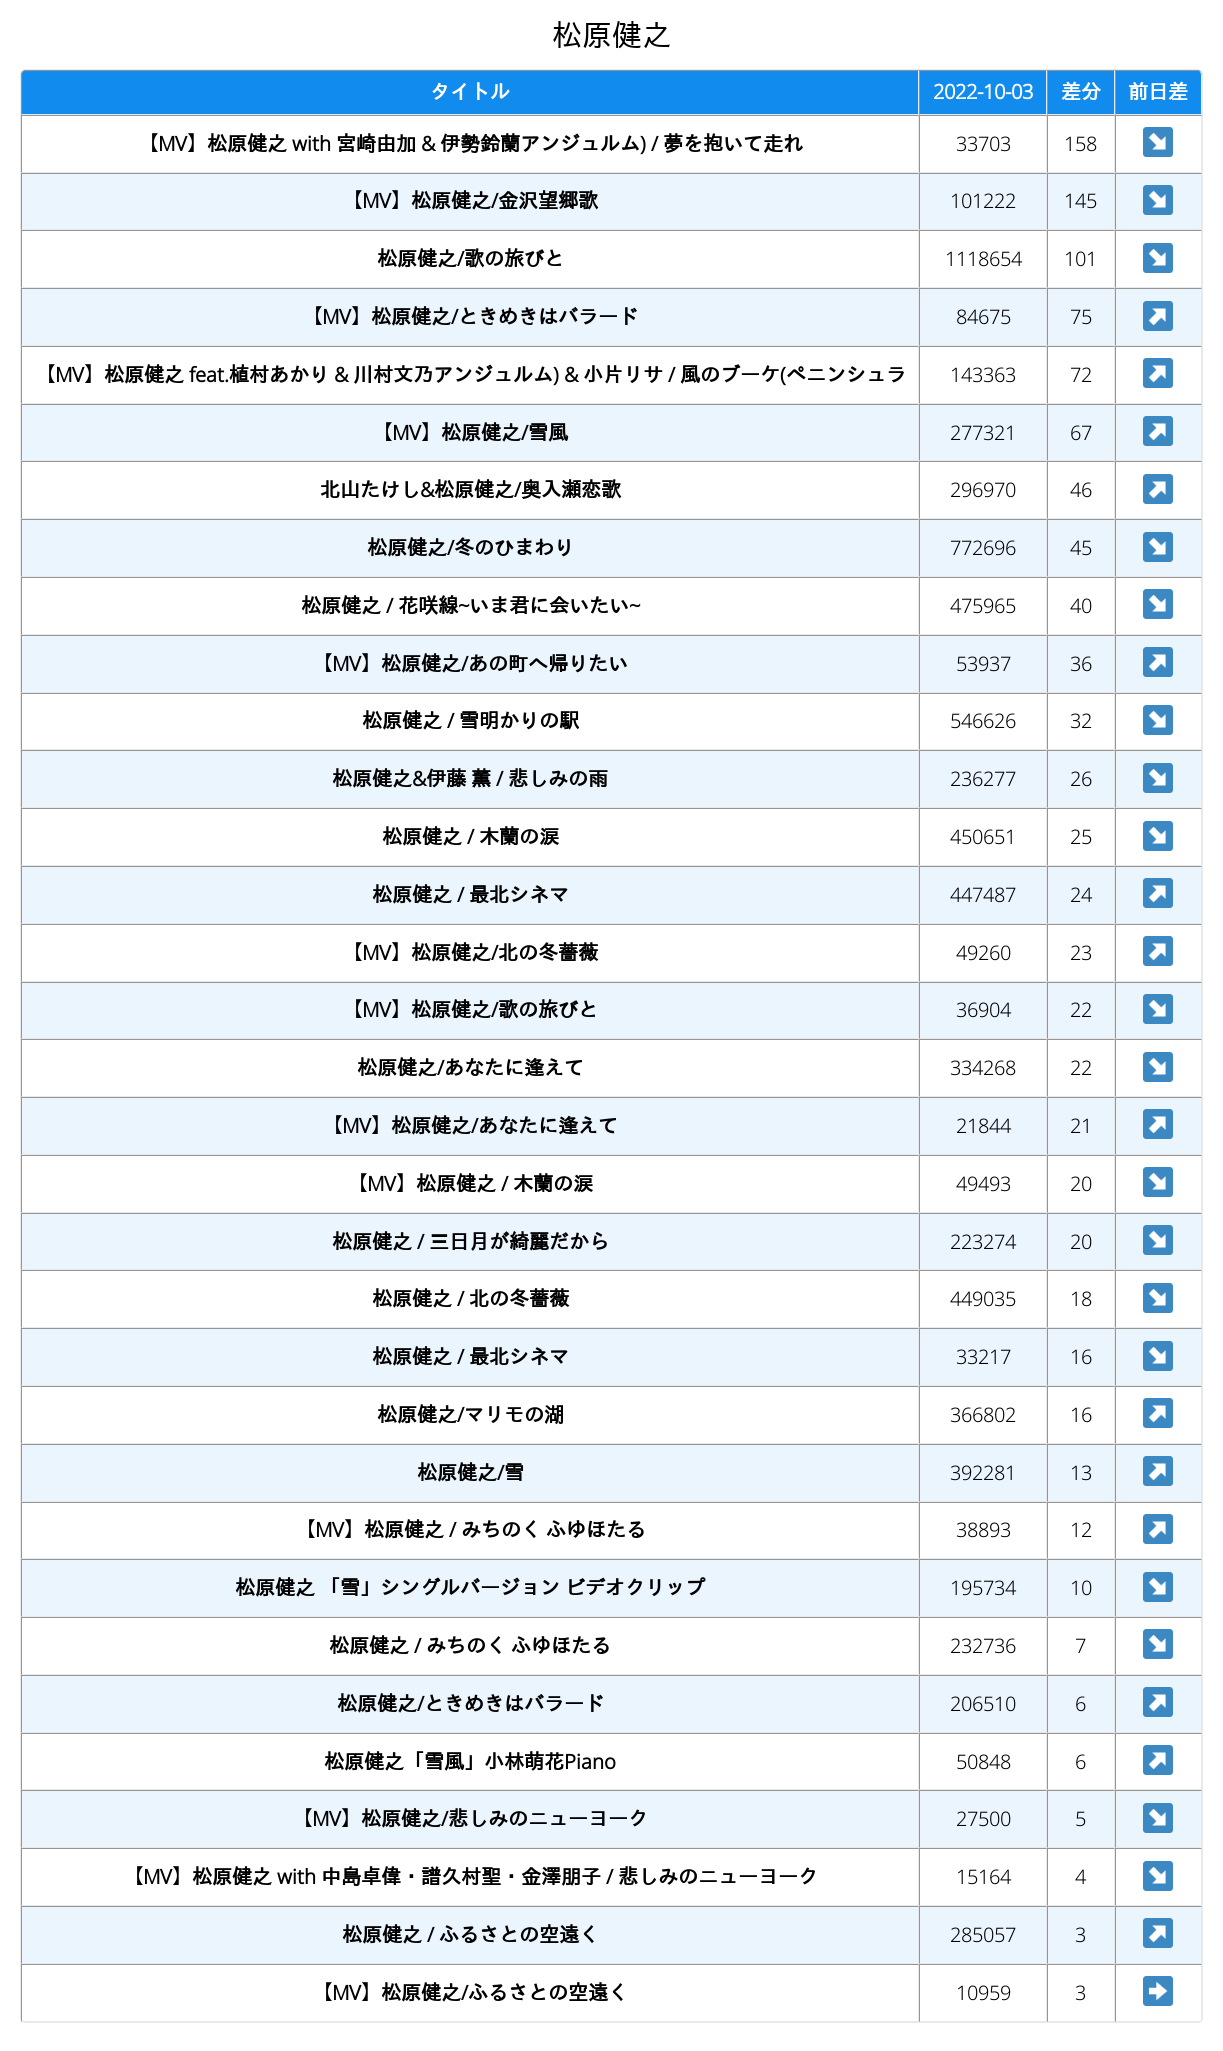 松原健之
タイトル 2022-10-03 差分 前日差
【MV】松原健之 with 宮崎由加 & 伊勢鈴蘭アンジュルム) / 夢を抱いて走れ 33703 158 ↘
【MV】松原健之/金沢望郷歌 101222 145 ↘
松原健之/歌の旅びと 1118654 101 ↘
【MV】松原健之/ときめきはバラード 84675 75 ↗
【MV】松原健之 feat.植村あかり & 川村文乃アンジュルム) & 小片リサ / 風のブーケ(ペニンシュラ 143363 72 ↗
【MV】松原健之/雪風 277321 67 ↗
北山たけし&松原健之/奥入瀬恋歌 296970 46 ↗
松原健之/冬のひまわり 772696 45 ↘
松原健之 / 花咲線~いま君に会いたい~ 475965 40 ↘
【MV】松原健之/あの町へ帰りたい 53937 36 ↗
松原健之 / 雪明かりの駅 546626 32 ↘
松原健之&伊藤 薫 / 悲しみの雨 236277 26 ↘
松原健之 / 木蘭の涙 450651 25 ↘
松原健之 / 最北シネマ 447487 24 ↗
【MV】松原健之/北の冬薔薇 49260 23 ↗
【MV】松原健之/歌の旅びと 36904 22 ↘
松原健之/あなたに逢えて 334268 22 ↘
【MV】松原健之/あなたに逢えて 21844 21 ↗
【MV】松原健之 / 木蘭の涙 49493 20 ↘
松原健之 / 三日月が綺麗だから 223274 20 ↘
松原健之 / 北の冬薔薇 449035 18 ↘
松原健之 / 最北シネマ 33217 16 ↘
松原健之/マリモの湖 366802 16 ↗
松原健之/雪 392281 13 ↗
【MV】松原健之 / みちのく ふゆほたる 38893 12 ↗
松原健之 「雪」シングルバージョン ビデオクリップ 195734 10 ↘
松原健之 / みちのく ふゆほたる 232736 7 ↘
松原健之/ときめきはバラード 206510 6 ↗
松原健之「雪風」小林萌花Piano 50848 6 ↗
【MV】松原健之/悲しみのニューヨーク 27500 5 ↘
【MV】松原健之 with 中島卓偉・譜久村聖・金澤朋子 / 悲しみのニューヨーク 15164 4 ↘
松原健之 / ふるさとの空遠く 285057 3 ↗
【MV】松原健之/ふるさとの空遠く 10959 3 ➡